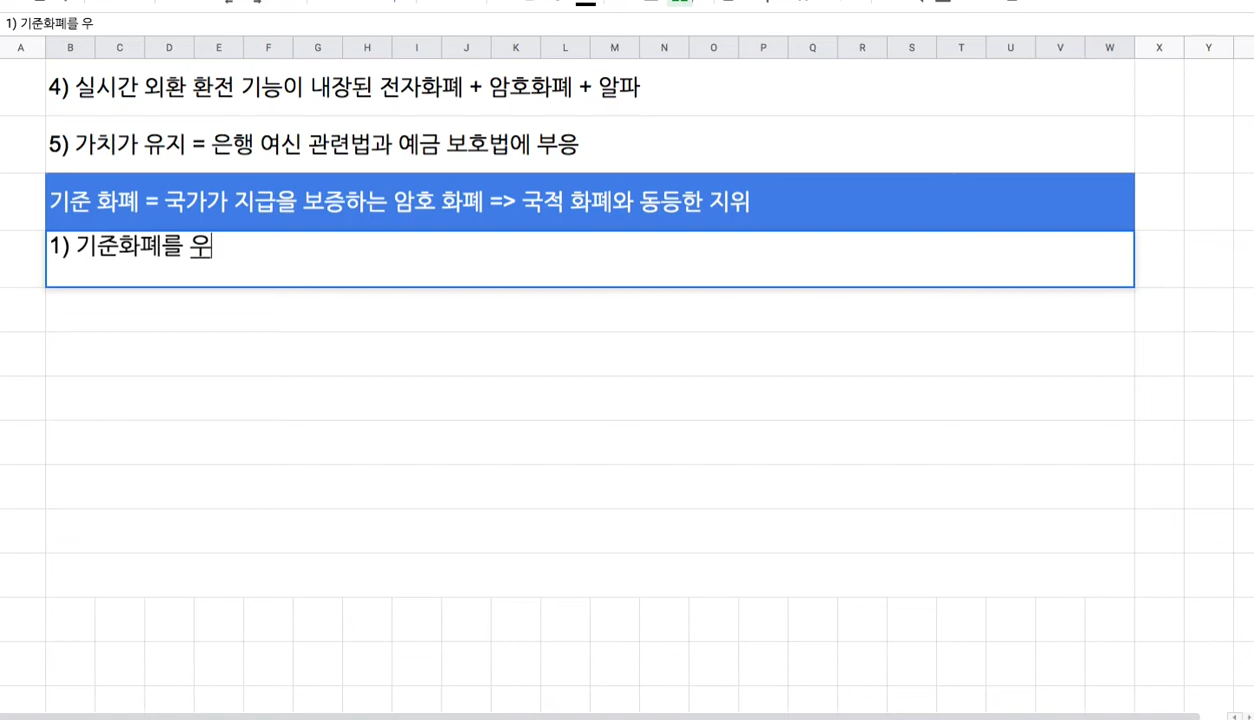 1) 기준화폐를 우
A B C D E F G H I J K L M N O P Q R S T U V W X Y
4) 실시간 외환 환전 기능이 내장된 전자화폐 + 암호화폐 + 알파
5) 가치가 유지 = 은행 여신 관련법과 예금 보호법에 부응
기준 화폐 = 국가가 지급을 보증하는 암호 화폐 => 국적 화폐와 동등한 지위
1) 기준화폐를 우